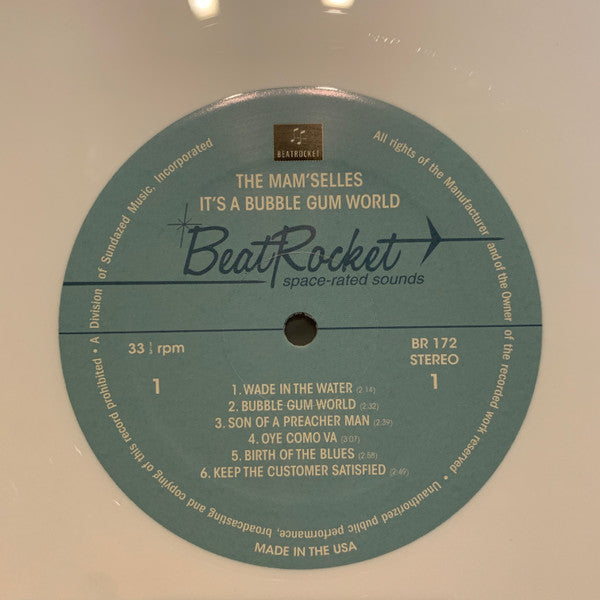 BEATROCKET
THE MAM'SELLES
IT'S A BUBBLE GUM WORLD
BeatRocket
space-rated sounds
33 1/3 rpm
BR 172
STEREO
1
1
1. WADE IN THE WATER (2:14)
2. BUBBLE GUM WORLD (2:32)
3. SON OF A PREACHER MAN (2:39)
4. OYE COMO VA (3:07)
5. BIRTH OF THE BLUES (2:58)
6. KEEP THE CUSTOMER SATISFIED (2:49)
MADE IN THE USA
• A Division of Sundazed Music, Incorporated
All rights of the Manufacturer and of the Owner of the recorded work reserved • Unauthorized public performance, broadcasting and copying of this record prohibited